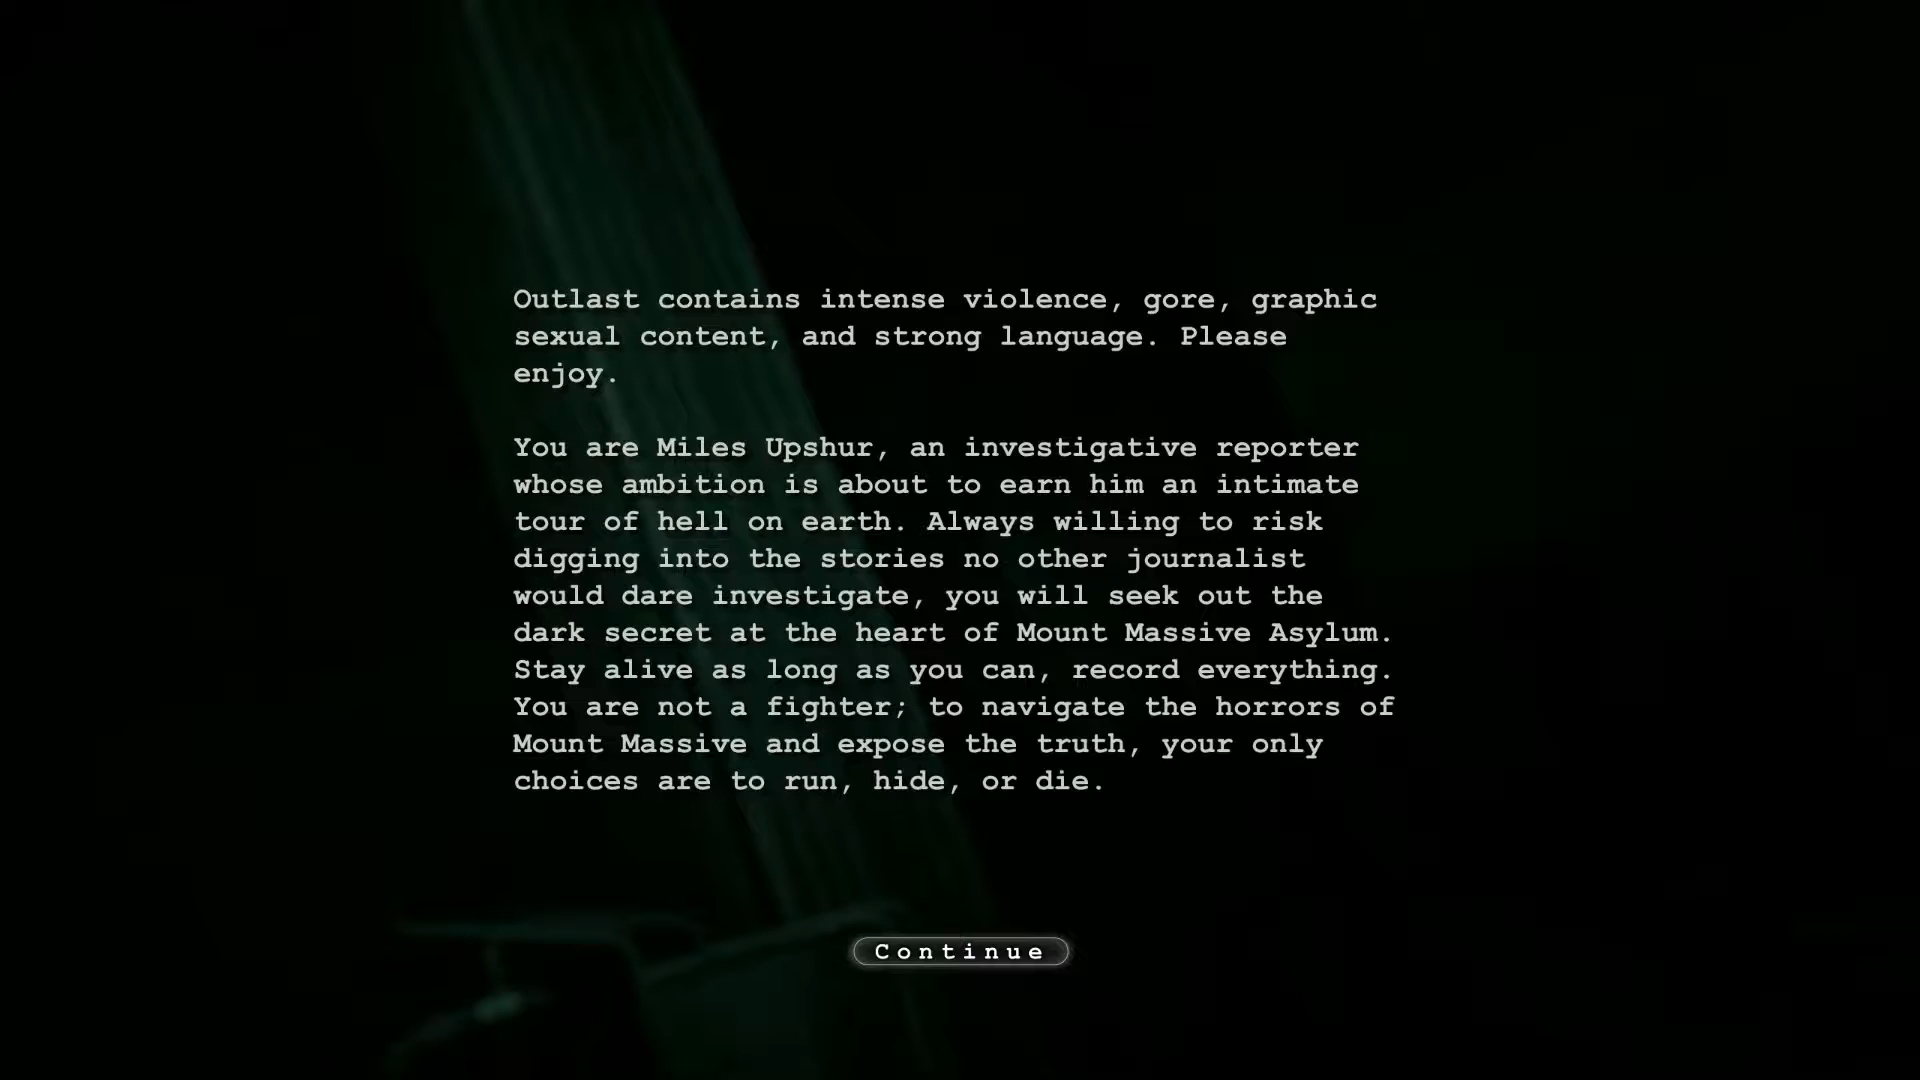 Outlast contains intense violence, gore, graphic
sexual content, and strong language. Please
enjoy.
You are Miles Upshur, an investigative reporter
whose ambition is about to earn him an intimate
tour of hell on earth. Always willing to risk
digging into the stories no other journalist
would dare investigate, you will seek out the
dark secret at the heart of Mount Massive Asylum.
Stay alive as long as you can, record everything.
You are not a fighter; to navigate the horrors of
Mount Massive and expose the truth, your only
choices are to run, hide, or die.
Continue